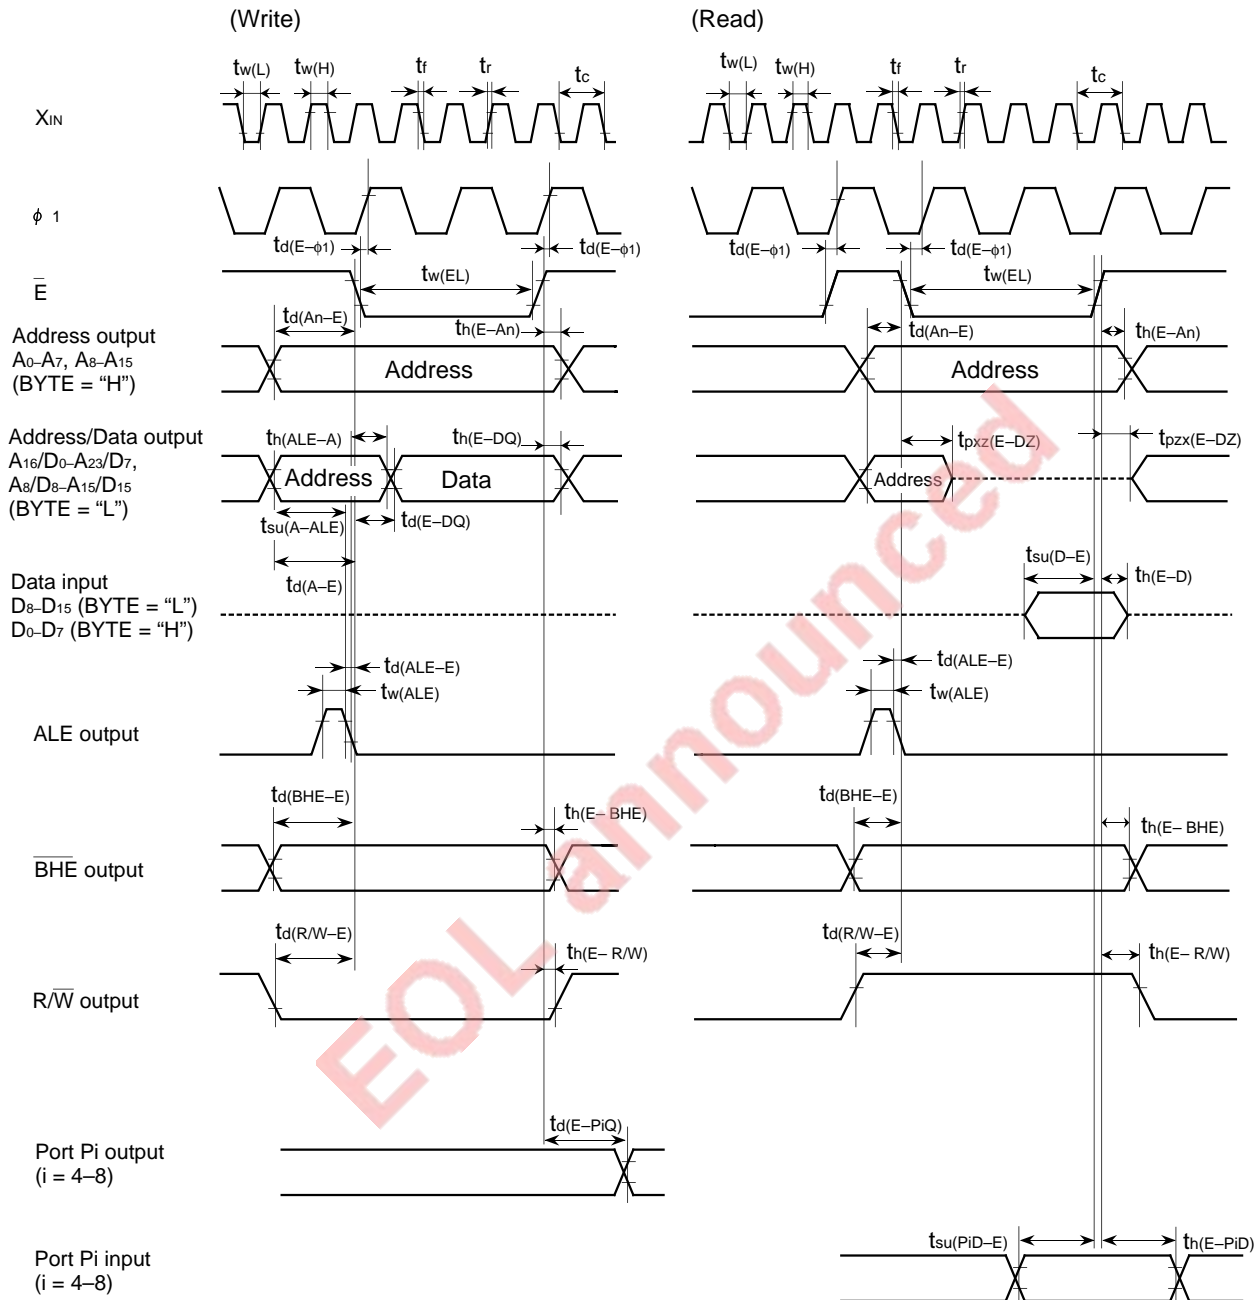 (Write) (Read)
tw(L) tw(H) tf tr tc tw(L) tw(H) tf tr tc
XIN
ϕ 1
td(E–ϕ1) td(E–ϕ1) td(E–ϕ1) td(E–ϕ1)
E
tw(EL) tw(EL)
td(An–E) th(E–An) td(An–E) th(E–An)
Address output
A0–A7, A8–A15
(BYTE = “H”)
Address Address
Address/Data output
A16/D0–A23/D7,
A8/D8–A15/D15
(BYTE = “L”)
th(ALE–A) th(E–DQ) tpxz(E–DZ) tpzx(E–DZ)
Address Data Address
tsu(A–ALE) td(E–DQ)
td(A–E)
tsu(D–E) th(E–D)
Data input
D8–D15 (BYTE = “L”)
D0–D7 (BYTE = “H”)
td(ALE–E) td(ALE–E)
tw(ALE) tw(ALE)
ALE output
td(BHE–E) th(E– BHE) td(BHE–E) th(E– BHE)
BHE output
td(R/W–E) th(E– R/W) td(R/W–E) th(E– R/W)
R/W output
td(E–PiQ)
Port Pi output
(i = 4–8)
tsu(PiD–E) th(E–PiD)
Port Pi input
(i = 4–8)
EOL announced